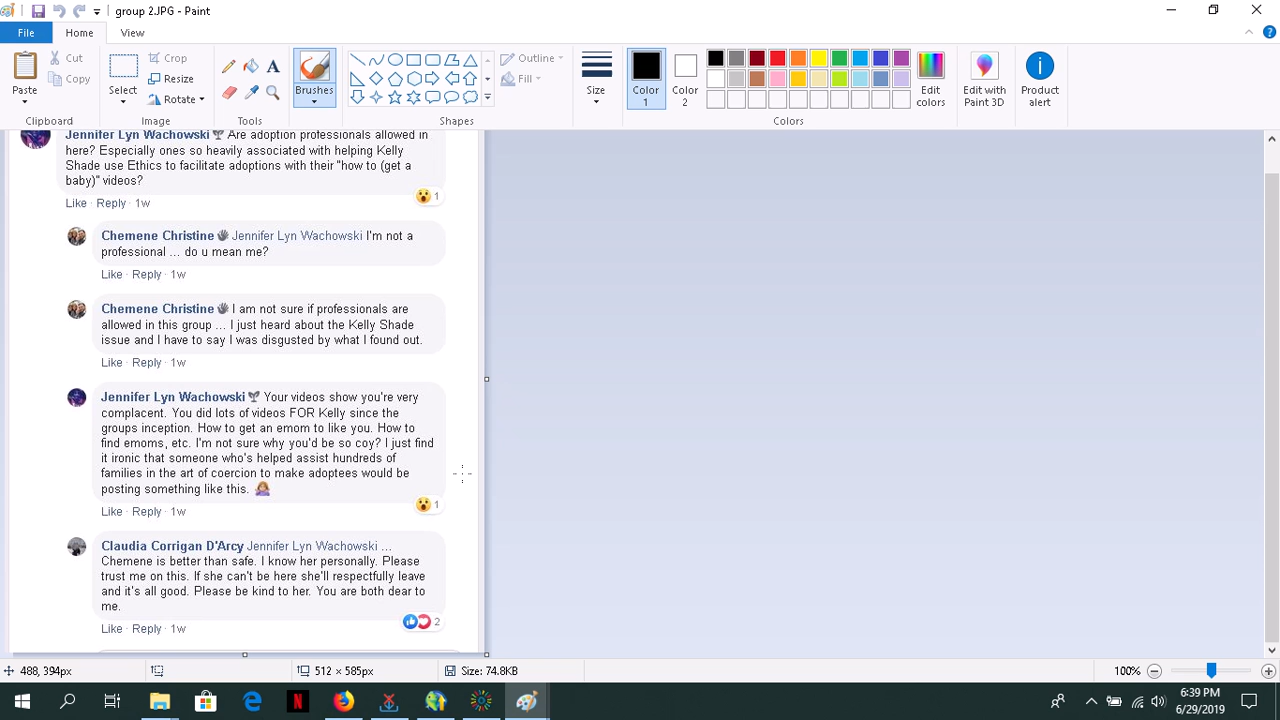 group 2.JPG - Paint
File
Home
View
Paste
Cut
Copy
Clipboard
Select
Crop
Resize
Rotate
Image
A
Tools
Brushes
Outline
Fill
Shapes
Size
Color
1
Color
2
Edit
colors
Colors
Edit with
Paint 3D
Product
alert
Jennifer Lyn Wachowski Are adoption professionals allowed in
here? Especially ones so heavily associated with helping Kelly
Shade use Ethics to facilitate adoptions with their "how to (get a
baby)" videos?
1
Like · Reply · 1w
Chemene Christine Jennifer Lyn Wachowski I'm not a
professional ... do u mean me?
Like · Reply · 1w
Chemene Christine I am not sure if professionals are
allowed in this group ... I just heard about the Kelly Shade
issue and I have to say I was disgusted by what I found out.
Like · Reply · 1w
Jennifer Lyn Wachowski Your videos show you're very
complacent. You did lots of videos FOR Kelly since the
groups inception. How to get an emom to like you. How to
find emoms, etc. I'm not sure why you'd be so coy? I just find
it ironic that someone who's helped assist hundreds of
families in the art of coercion to make adoptees would be
posting something like this.
1
Like · Reply · 1w
Claudia Corrigan D'Arcy Jennifer Lyn Wachowski ...
Chemene is better than safe. I know her personally. Please
trust me on this. If she can't be here she'll respectfully leave
and it's all good. Please be kind to her. You are both dear to
me.
2
Like · Reply · 1w
488, 394px
512 × 585px
Size: 74.8KB
100%
6:39 PM
6/29/2019